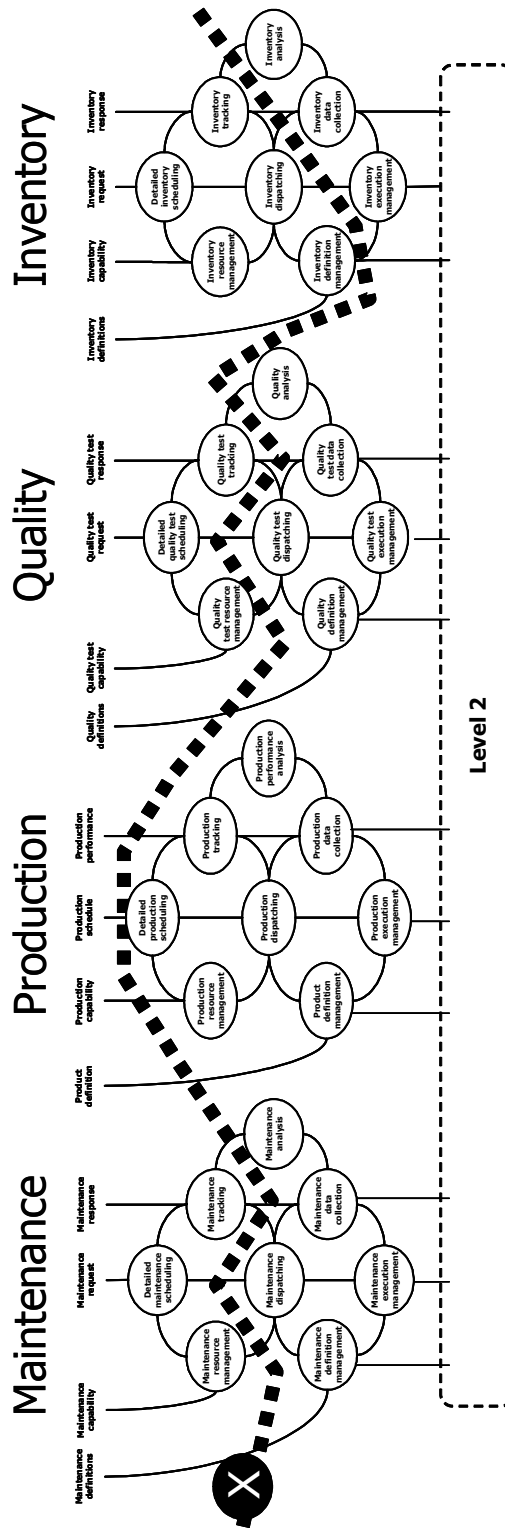 Maintenance
Production
Quality
Inventory
Maintenance
definitions
Maintenance
capability
Maintenance
request
Maintenance
response
Product
definition
Production
capability
Production
schedule
Production
performance
Quality
definitions
Quality test
capability
Quality test
request
Quality test
response
Inventory
definitions
Inventory
capability
Inventory
request
Inventory
response
X
Detailed
maintenance
scheduling
Maintenance
resource
management
Maintenance
tracking
Maintenance
dispatching
Maintenance
analysis
Maintenance
definition
management
Maintenance
data
collection
Maintenance
execution
management
Detailed
production
scheduling
Production
resource
management
Production
tracking
Production
dispatching
Production
performance
analysis
Product
definition
management
Production
data
collection
Production
execution
management
Detailed
quality test
scheduling
Quality
test resource
management
Quality test
tracking
Quality test
dispatching
Quality
analysis
Quality
definition
management
Quality
test data
collection
Quality test
execution
management
Detailed
inventory
scheduling
Inventory
resource
management
Inventory
tracking
Inventory
dispatching
Inventory
analysis
Inventory
definition
management
Inventory
data
collection
Inventory
execution
management
Level 2